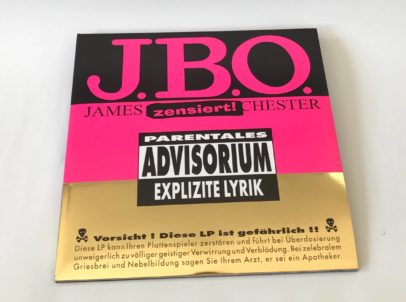 J.B.O.
JAMES zensiert! CHESTER
PARENTALES
ADVISORIUM
EXPLIZITE LYRIK
Vorsicht ! Diese LP ist gefährlich !!
Diese LP kann Ihren Plattenspieler zerstören und führt bei Überdosierung
unweigerlich zu völliger geistiger Verwirrung und Verblödung. Bei zelebralem
Griesbrei und Nebelbildung sagen Sie Ihrem Arzt, er sei ein Apotheker.